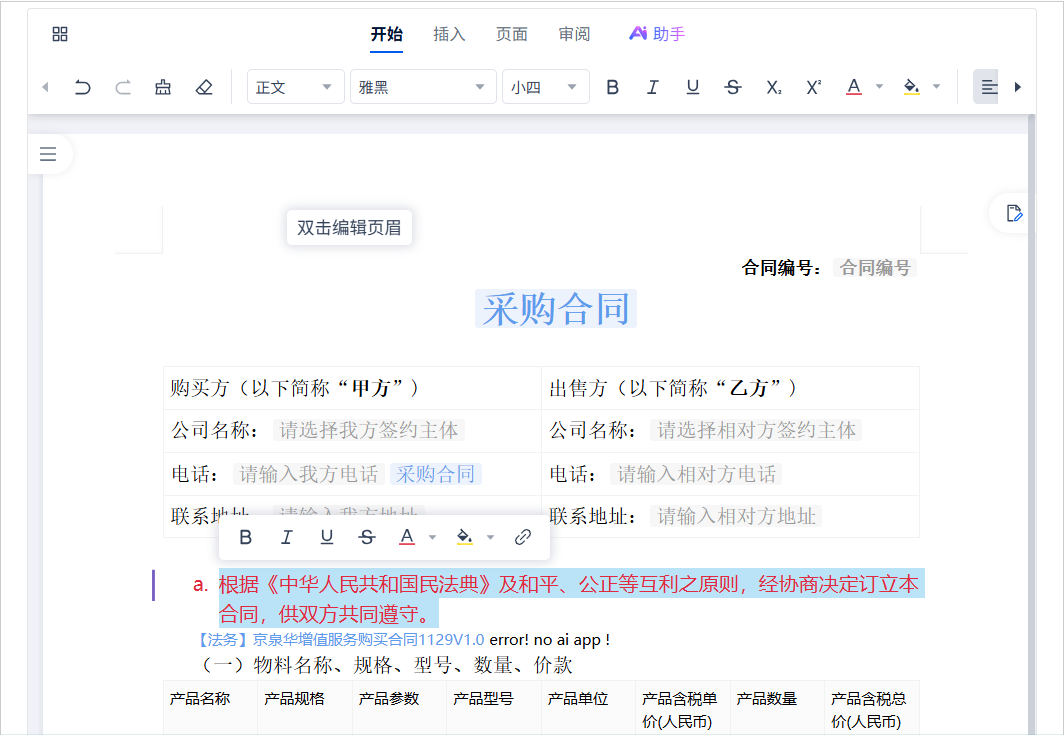 开始 插入 页面 审阅 Ai 助手
正文 雅黑 小四 B I U S X₂ X² A
双击编辑页眉
合同编号： 合同编号
采购合同
购买方（以下简称“甲方”） 出售方（以下简称“乙方”）
公司名称： 请选择我方签约主体 公司名称： 请选择相对方签约主体
电话： 请输入我方电话 采购合同 电话： 请输入相对方电话
联系地址： 请输入我方地址 联系地址： 请输入相对方地址
B I U S A
a. 根据《中华人民共和国民法典》及和平、公正等互利之原则，经协商决定订立本
合同，供双方共同遵守。
【法务】京泉华增值服务购买合同1129V1.0 error! no ai app !
（一）物料名称、规格、型号、数量、价款
产品名称 产品规格 产品参数 产品型号 产品单位 产品含税单 产品数量 产品含税总
价(人民币) 价(人民币)